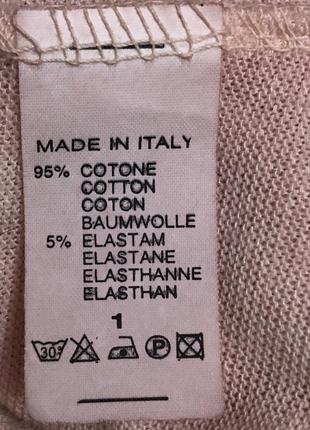 MADE IN ITALY
95% COTONE
COTTON
COTON
BAUMWOLLE
5% ELASTAM
ELASTANE
ELASTHANNE
ELASTHAN
1
30° P